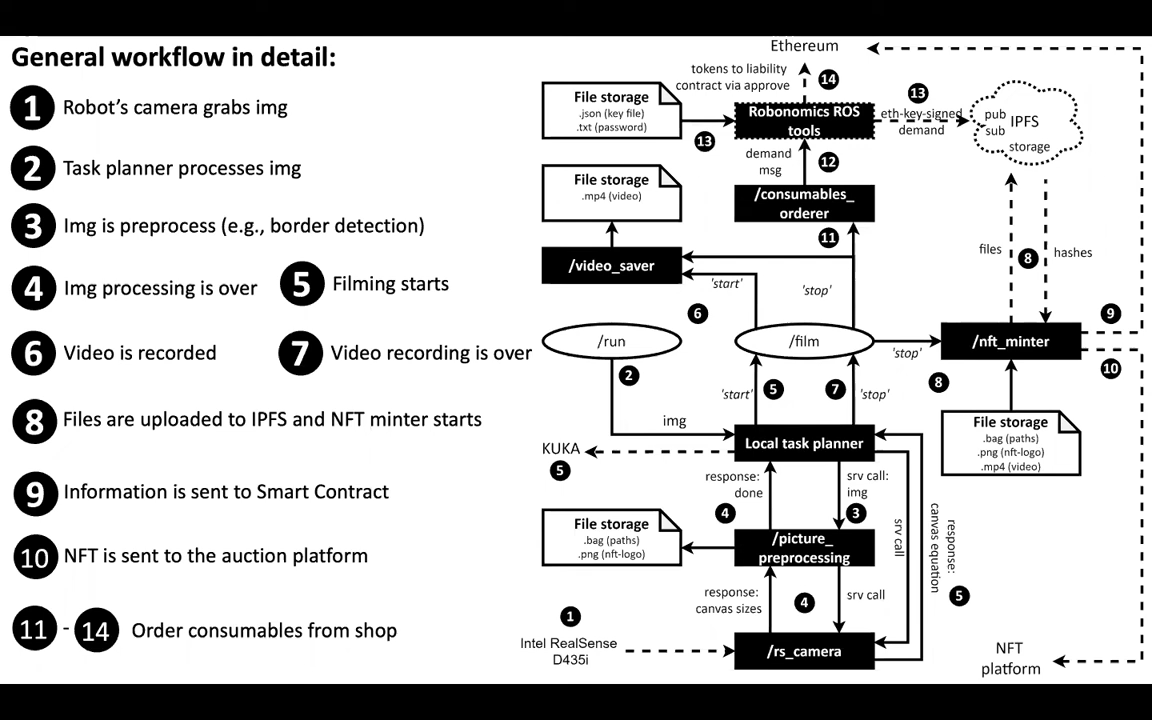 General workflow in detail:
1 Robot's camera grabs img
2 Task planner processes img
3 Img is preprocess (e.g., border detection)
4 Img processing is over
5 Filming starts
6 Video is recorded
7 Video recording is over
8 Files are uploaded to IPFS and NFT minter starts
9 Information is sent to Smart Contract
10 NFT is sent to the auction platform
11 - 14 Order consumables from shop
Ethereum
tokens to liability
contract via approve
14
File storage
.json (key file)
.txt (password)
13
Robonomics ROS
tools
13
eth-key-signed
demand
pub
sub
IPFS
storage
demand
msg
12
File storage
.mp4 (video)
/consumables_
orderer
11
/video_saver
'start'
'stop'
6
files
8
hashes
/run
/film
'stop'
8
/nft_minter
9
10
2
'start'
5
7
'stop'
img
File storage
.bag (paths)
.png (nft-logo)
.mp4 (video)
KUKA
5
Local task planner
response:
done
4
srv call:
img
3
File storage
.bag (paths)
.png (nft-logo)
/picture_
preprocessing
srv call
response:
canvas equation
5
response:
canvas sizes
4
srv call
1
Intel RealSense
D435i
/rs_camera
NFT
platform